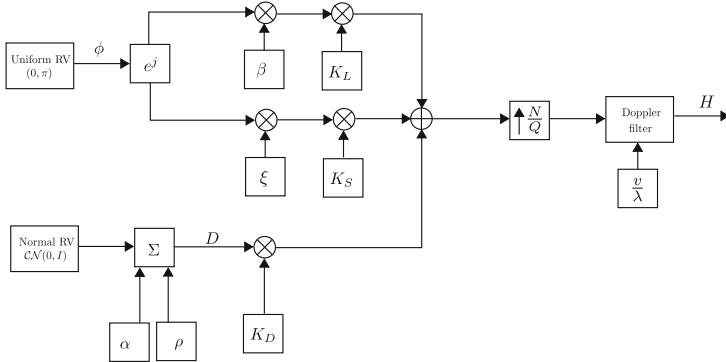 Uniform RV
(0, π)
ϕ
e^j
β
K_L
ξ
K_S
↑ N/Q
Doppler
filter
H
v/λ
Normal RV
𝒞𝒩(0, I)
Σ
D
α
ρ
K_D